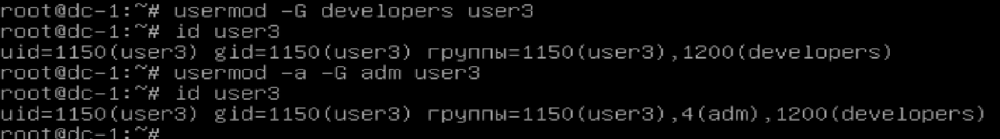 root@dc-1:~# usermod -G developers user3
root@dc-1:~# id user3
uid=1150(user3) gid=1150(user3) группы=1150(user3),1200(developers)
root@dc-1:~# usermod -a -G adm user3
root@dc-1:~# id user3
uid=1150(user3) gid=1150(user3) группы=1150(user3),4(adm),1200(developers)
root@dc-1:~#